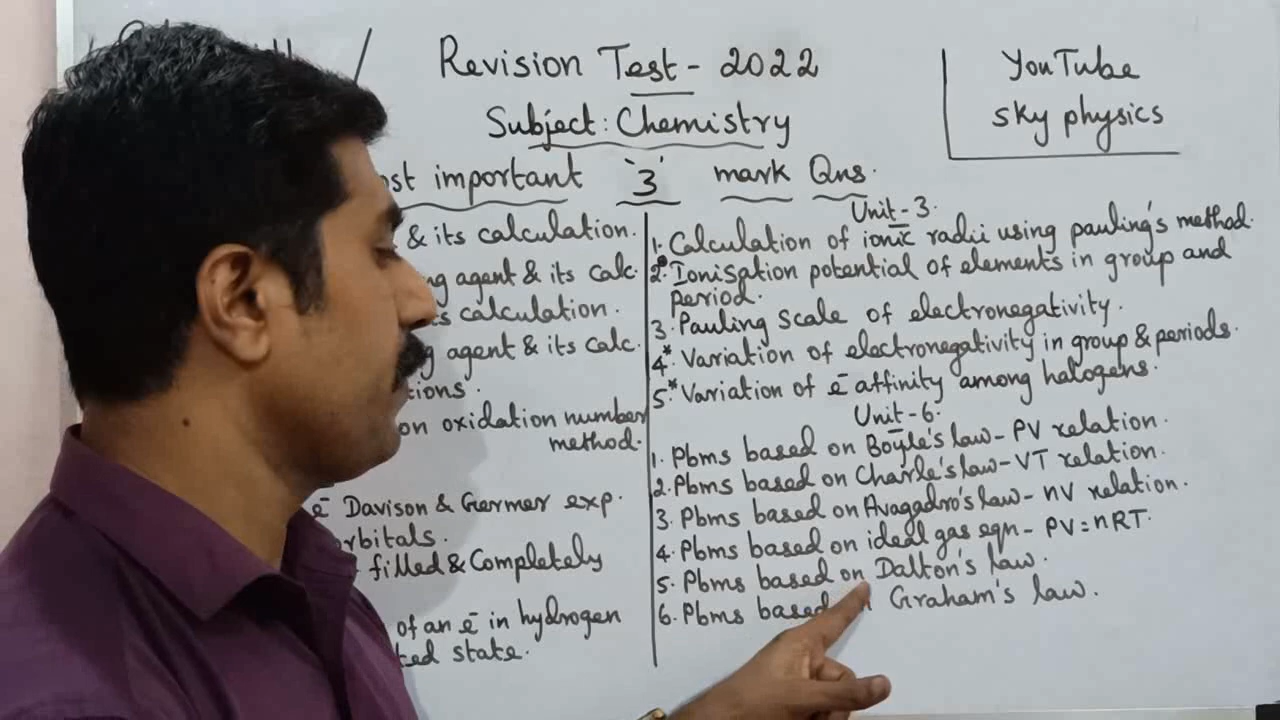 Revision Test - 2022
YouTube
sky physics
Subject: Chemistry
important '3' mark Qns.
& its calculation.
agent & its calc.
calculation.
agent & its calc.
on oxidation number
method.
ē Davison & Germer exp.
filled & Completely
of an ē in hydrogen
state.
Unit-3.
1. Calculation of ionic radii using pauling's method.
2. Ionisation potential of elements in group and
period.
3. Pauling Scale of electronegativity.
4.* Variation of electronegativity in group & periods.
5* Variation of ē affinity among halogens.
Unit-6.
1. Pbms based on Boyle's law - PV relation.
2. Pbms based on Charle's law - VT relation.
3. Pbms based on Avagadro's law - nV relation.
4. Pbms based on ideal gas eqn - PV = nRT.
5. Pbms based on Dalton's law.
6. Pbms based Graham's law.